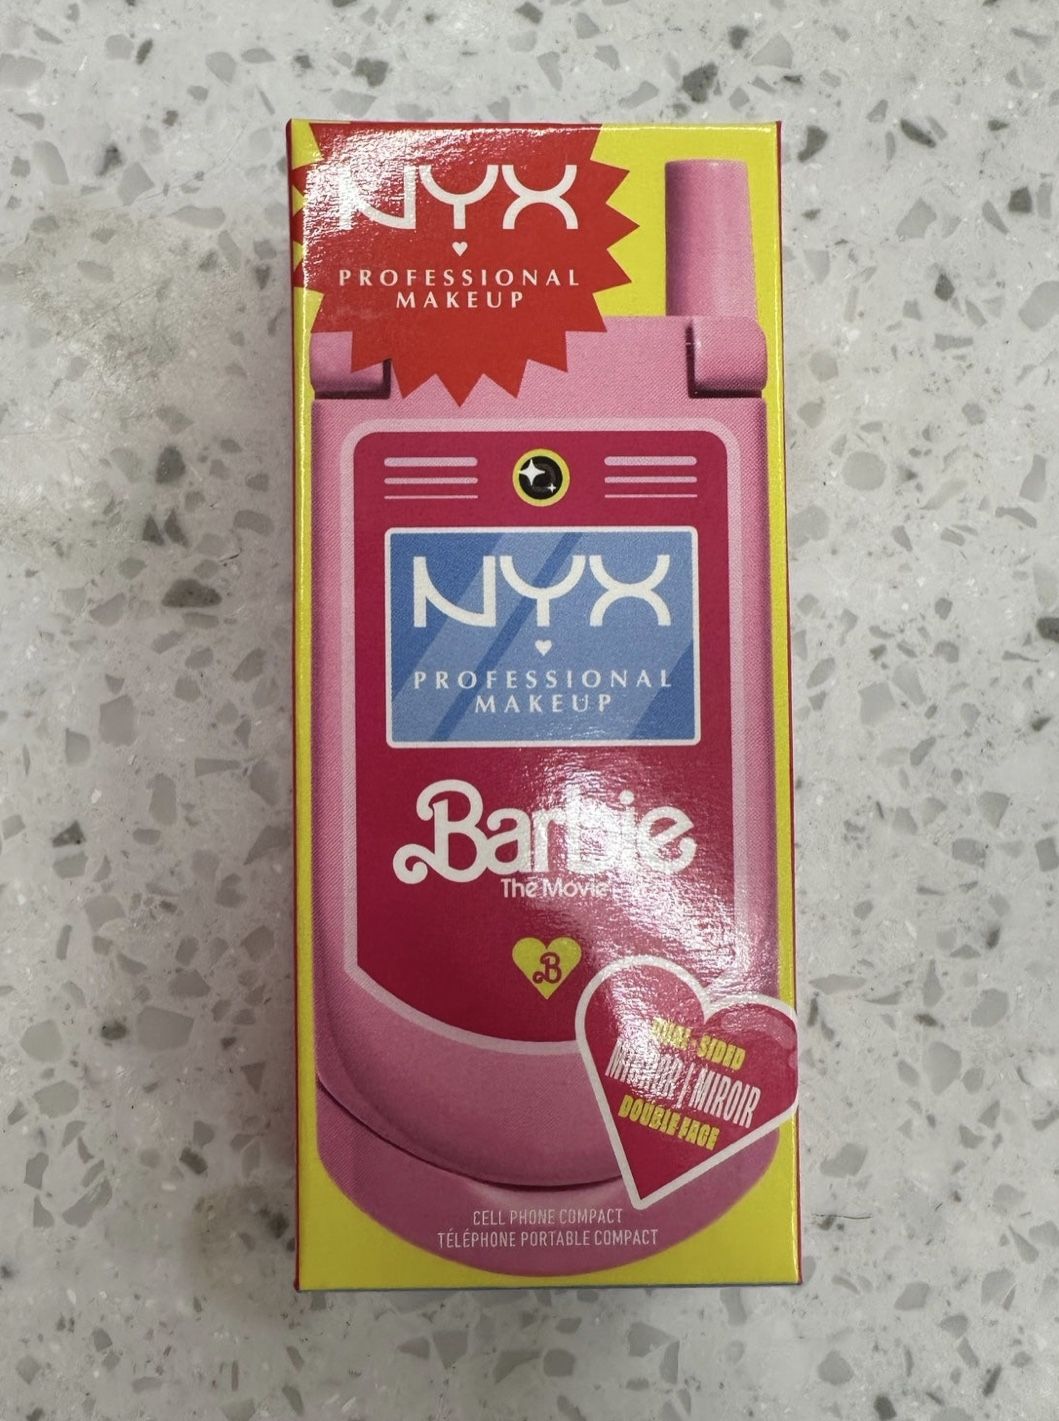 NYX
PROFESSIONAL
MAKEUP
NYX
PROFESSIONAL
MAKEUP
Barbie
The Movie
B
DUAL-SIDED
MIRROR | MIROIR
DOUBLE FACE
CELL PHONE COMPACT
TÉLÉPHONE PORTABLE COMPACT